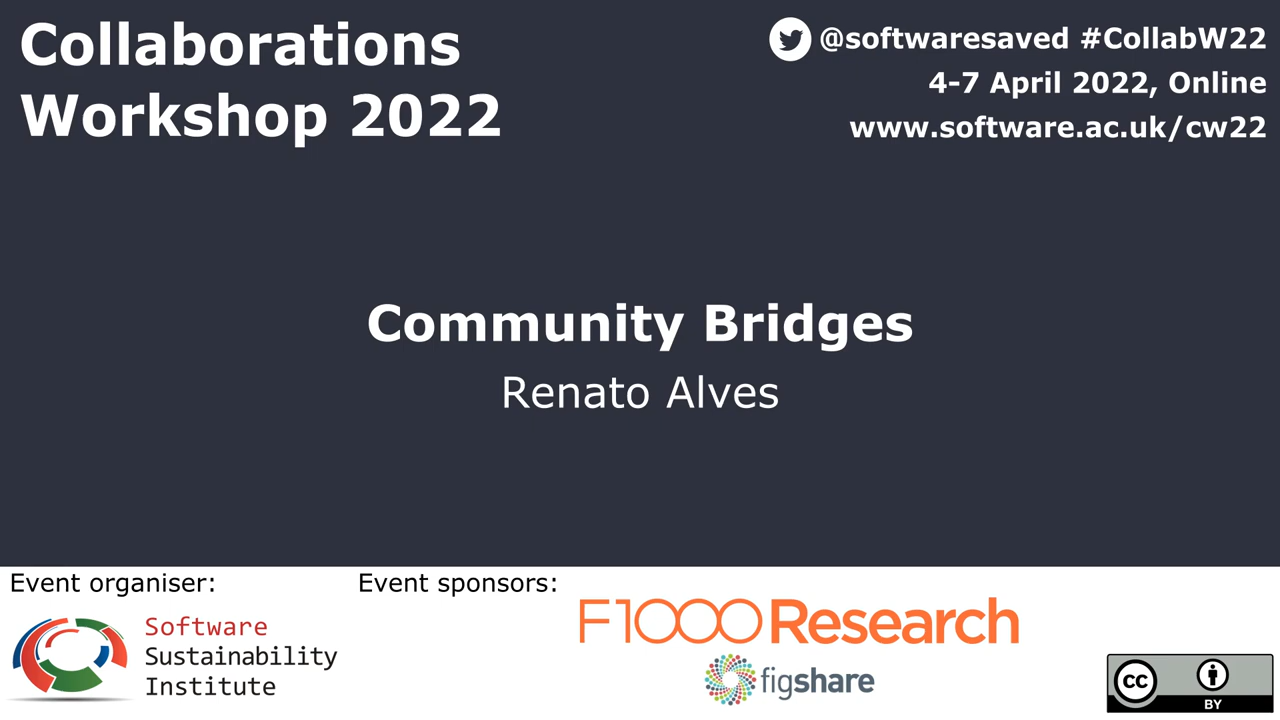 Collaborations
Workshop 2022
@softwaresaved #CollabW22
4-7 April 2022, Online
www.software.ac.uk/cw22
Community Bridges
Renato Alves
Event organiser:
Event sponsors:
Software
Sustainability
Institute
F1000Research
figshare
cc
BY